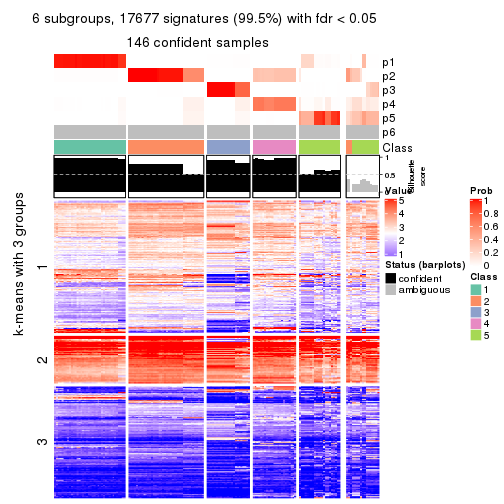 6 subgroups, 17677 signatures (99.5%) with fdr < 0.05
146 confident samples
p1
p2
p3
p4
p5
p6
Class
1
0.5
0
Silhouette
score
k-means with 3 groups
1
2
3
Value
5
4
3
2
1
Status (barplots)
confident
ambiguous
Prob
1
0.8
0.6
0.4
0.2
0
Class
1
2
3
4
5